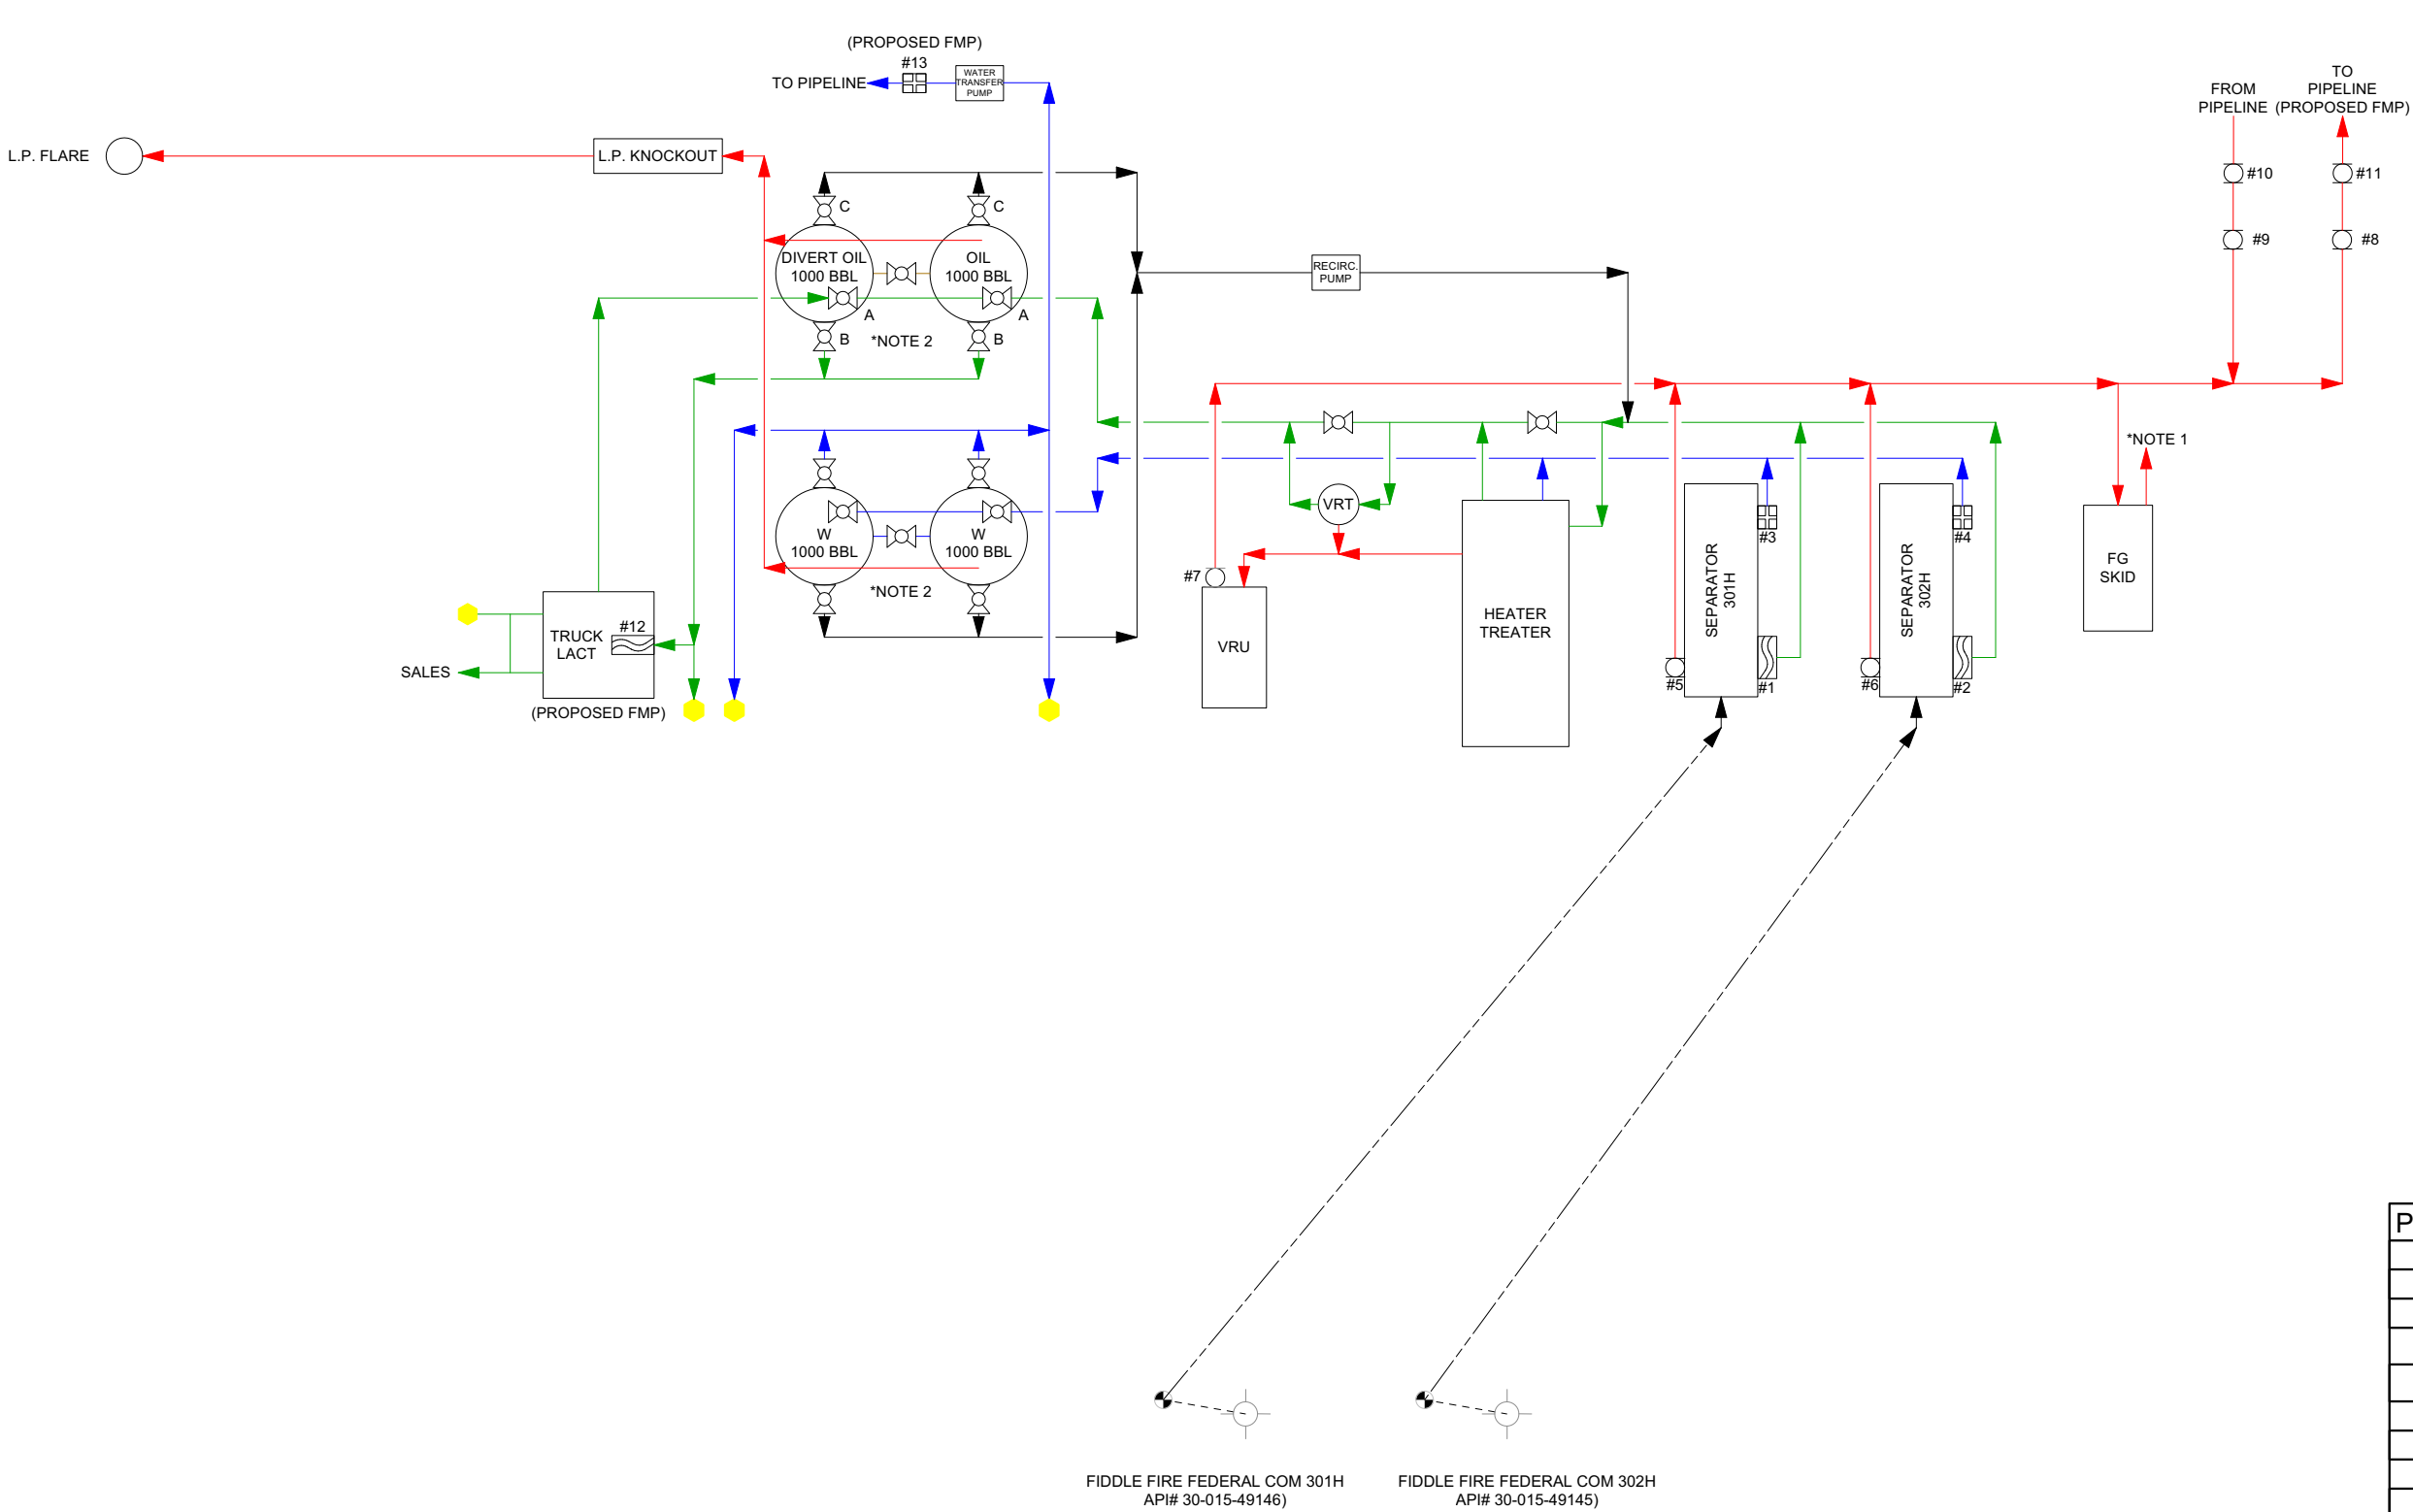 (PROPOSED FMP)
#13
TO PIPELINE
WATER
TRANSFER
PUMP
L.P. FLARE
L.P. KNOCKOUT
FROM
PIPELINE
TO
PIPELINE
(PROPOSED FMP)
#10
#11
#9
#8
C
C
DIVERT OIL
1000 BBL
OIL
1000 BBL
A
A
B
*NOTE 2
B
RECIRC.
PUMP
*NOTE 1
W
1000 BBL
W
1000 BBL
*NOTE 2
VRT
#7
VRU
HEATER
TREATER
SEPARATOR
301H
#3
#5
#1
SEPARATOR
302H
#4
#6
#2
FG
SKID
TRUCK
LACT
#12
SALES
(PROPOSED FMP)
P
FIDDLE FIRE FEDERAL COM 301H
API# 30-015-49146)
FIDDLE FIRE FEDERAL COM 302H
API# 30-015-49145)